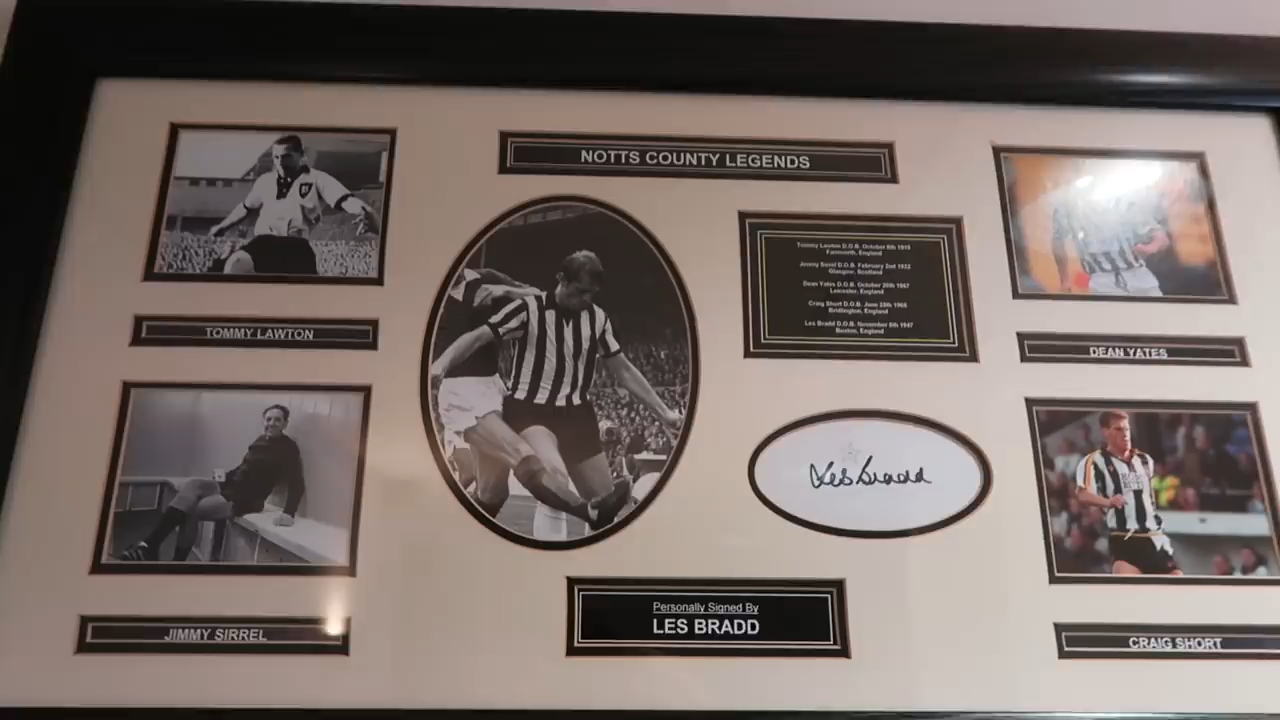 NOTTS COUNTY LEGENDS
TOMMY LAWTON
Tommy Lawton D.O.B. October 6th 1919
Farnworth, England
Jimmy Sirrel D.O.B. February 2nd 1922
Glasgow, Scotland
Dean Yates D.O.B. October 26th 1967
Leicester, England
Craig Short D.O.B. June 25th 1968
Bridlington, England
Les Bradd D.O.B. November 6th 1947
Buxton, England
DEAN YATES
Les Bradd
JIMMY SIRREL
Personally Signed By
LES BRADD
CRAIG SHORT